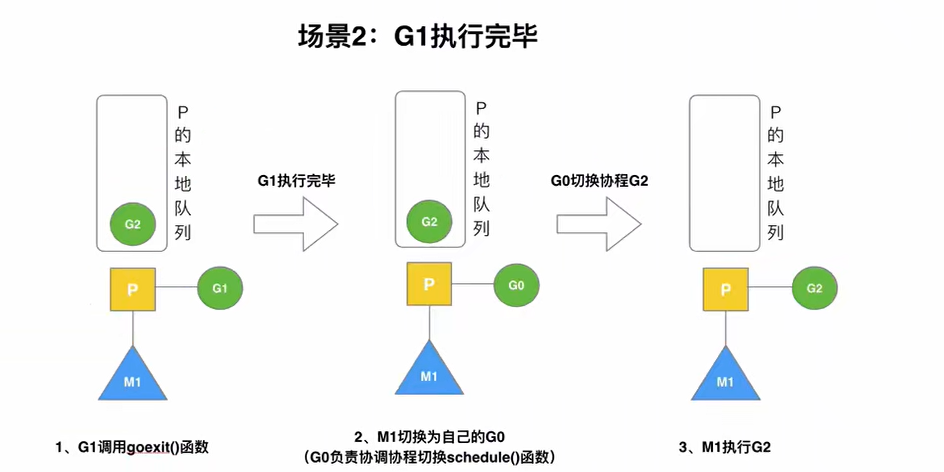 场景2：G1执行完毕
P
的
本
地
队
列
G2
P
G1
M1
1、G1调用goexit()函数
G1执行完毕
P
的
本
地
队
列
G2
P
G0
M1
2、M1切换为自己的G0
（G0负责协调协程切换schedule()函数）
G0切换协程G2
P
的
本
地
队
列
P
G2
M1
3、M1执行G2